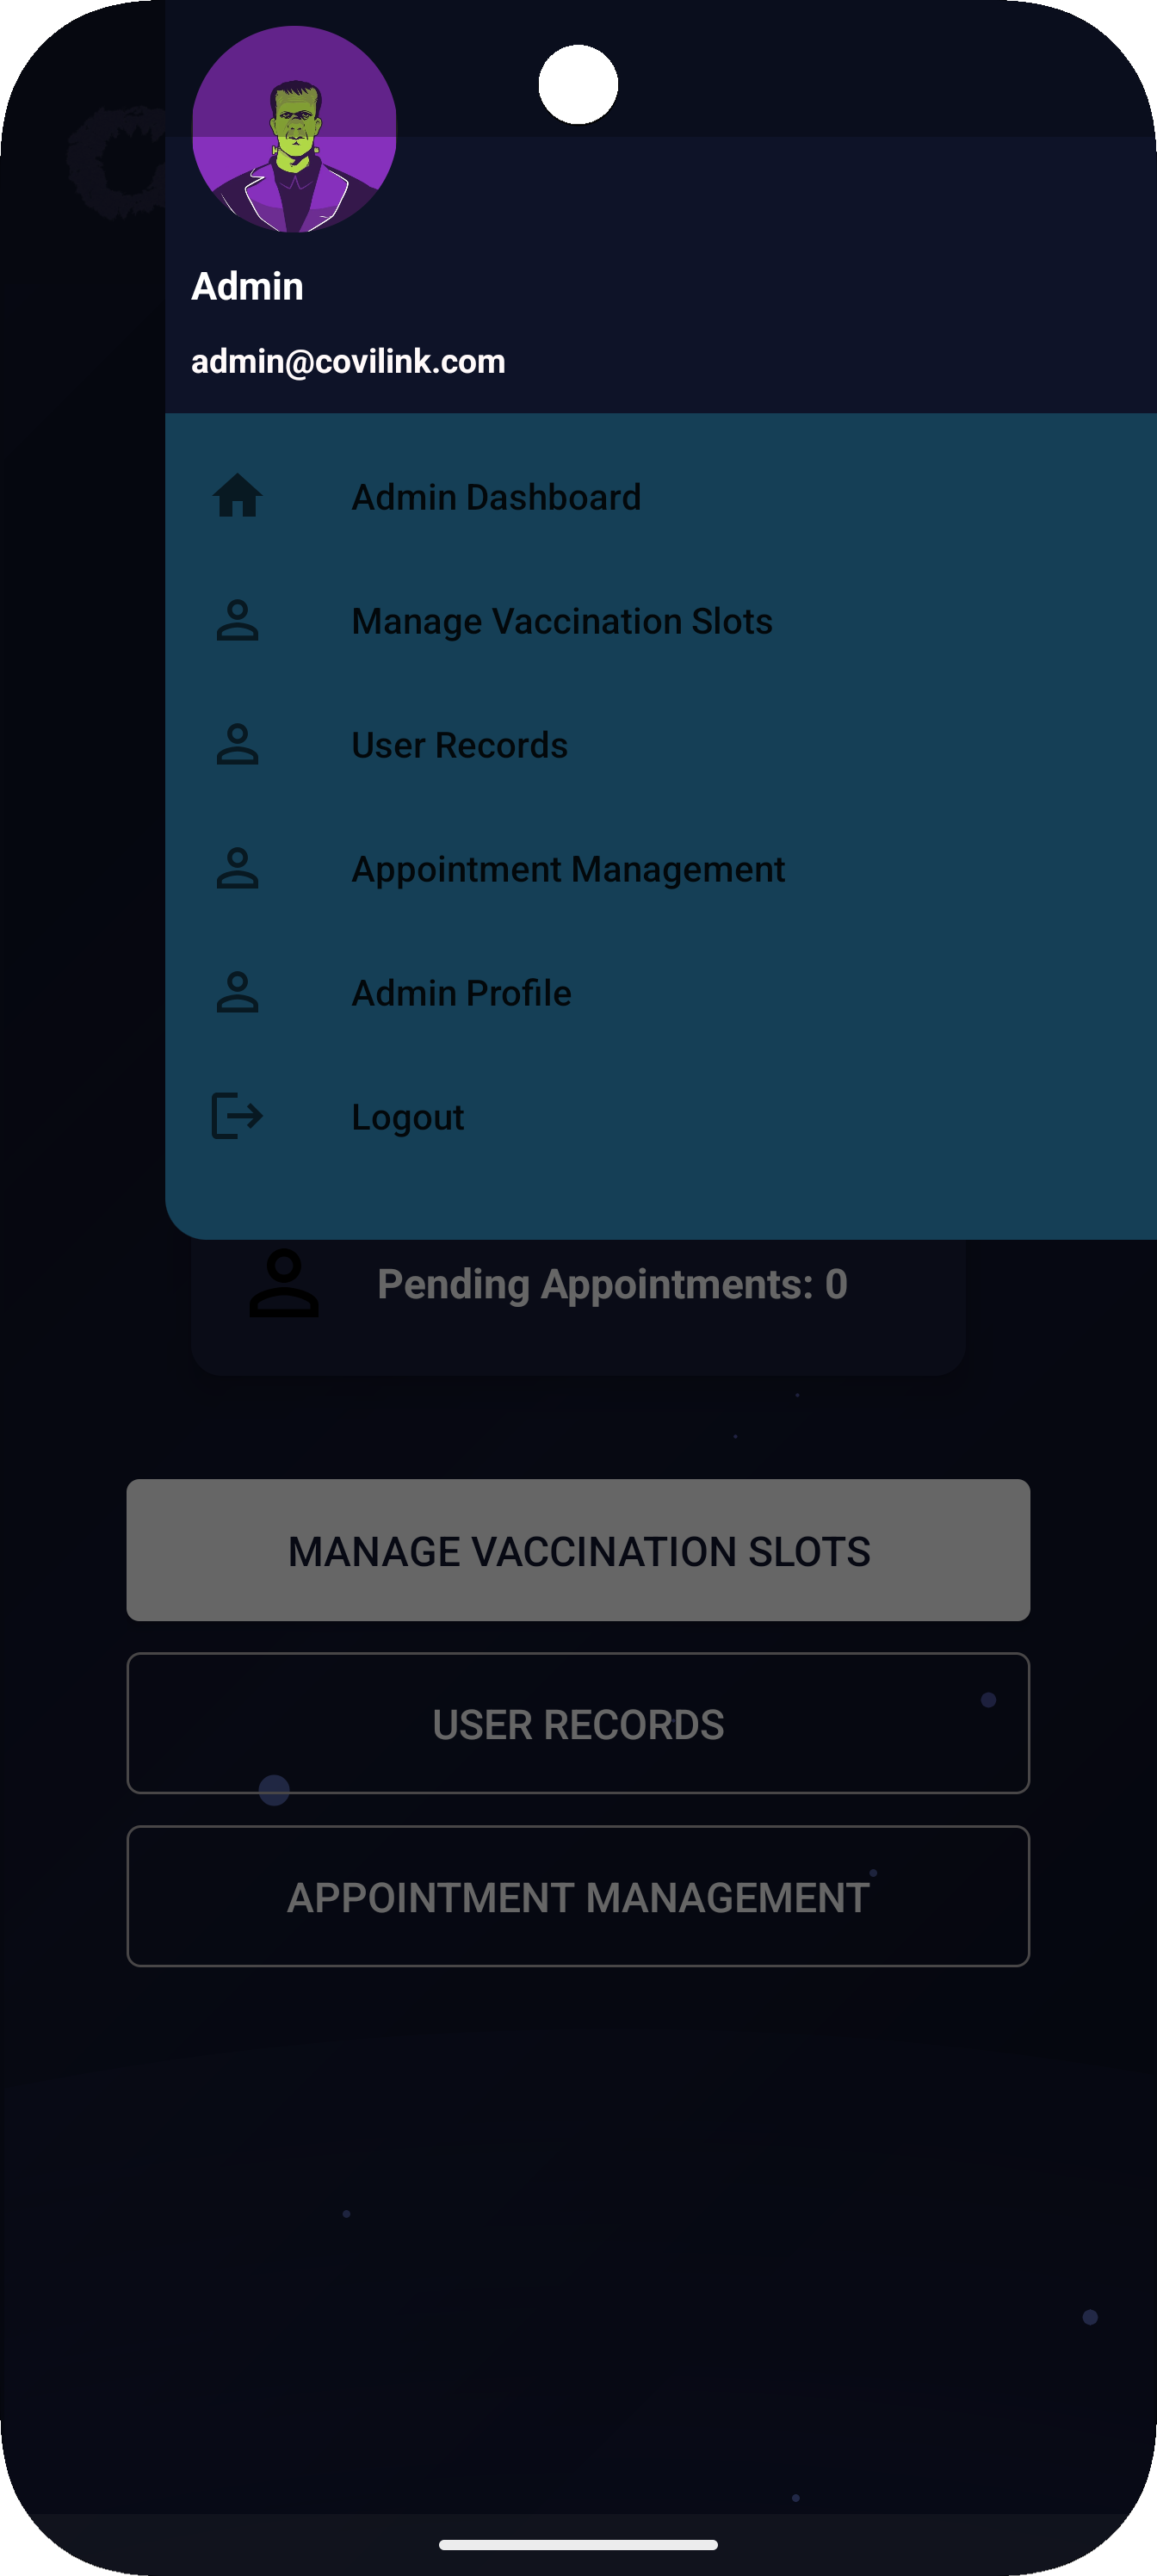 Admin
admin@covilink.com
Admin Dashboard
Manage Vaccination Slots
User Records
Appointment Management
Admin Profile
Logout
Pending Appointments: 0
MANAGE VACCINATION SLOTS
USER RECORDS
APPOINTMENT MANAGEMENT